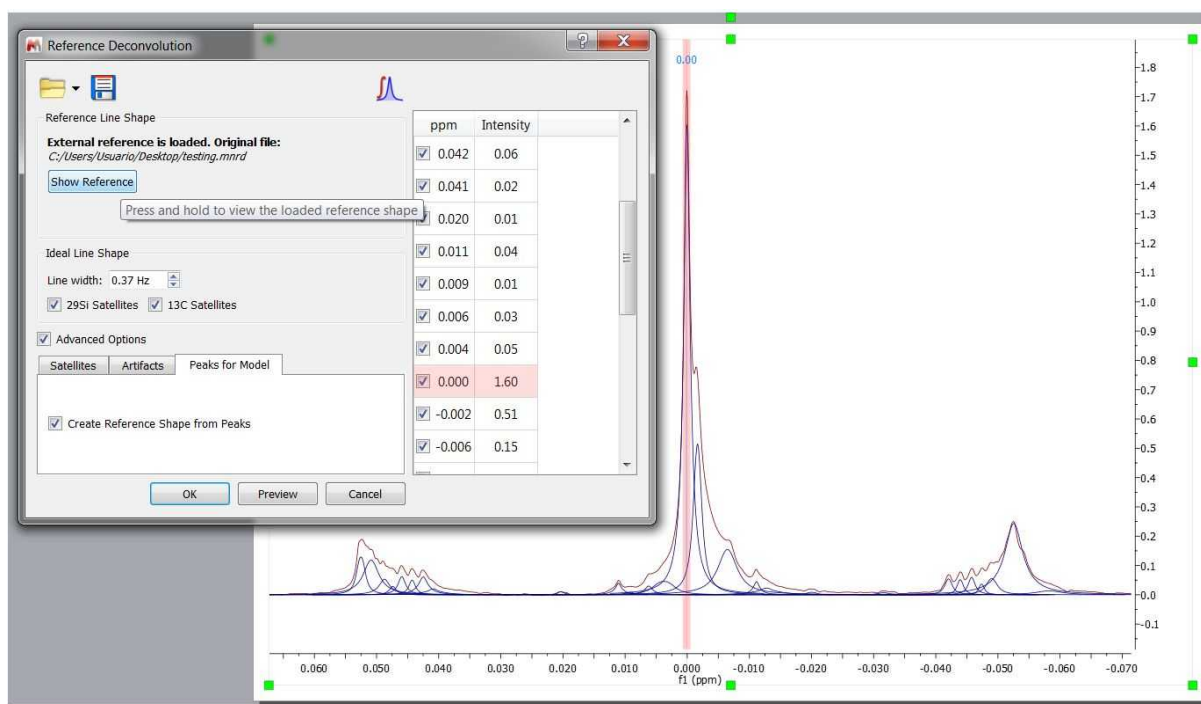 Reference Deconvolution
Reference Line Shape
External reference is loaded. Original file:
C:/Users/Usuario/Desktop/testing.mnrd
Show Reference
Press and hold to view the loaded reference shape
Ideal Line Shape
Line width: 0.37 Hz
29Si Satellites 13C Satellites
Advanced Options
Satellites Artifacts Peaks for Model
Create Reference Shape from Peaks
OK Preview Cancel
ppm Intensity
0.042 0.06
0.041 0.02
0.020 0.01
0.011 0.04
0.009 0.01
0.006 0.03
0.004 0.05
0.000 1.60
-0.002 0.51
-0.006 0.15
0.00
1.8
1.7
1.6
1.5
1.4
1.3
1.2
1.1
1.0
0.9
0.8
0.7
0.6
0.5
0.4
0.3
0.2
0.1
0.0
-0.1
0.060 0.050 0.040 0.030 0.020 0.010 0.000 -0.010 -0.020 -0.030 -0.040 -0.050 -0.060 -0.070
f1 (ppm)